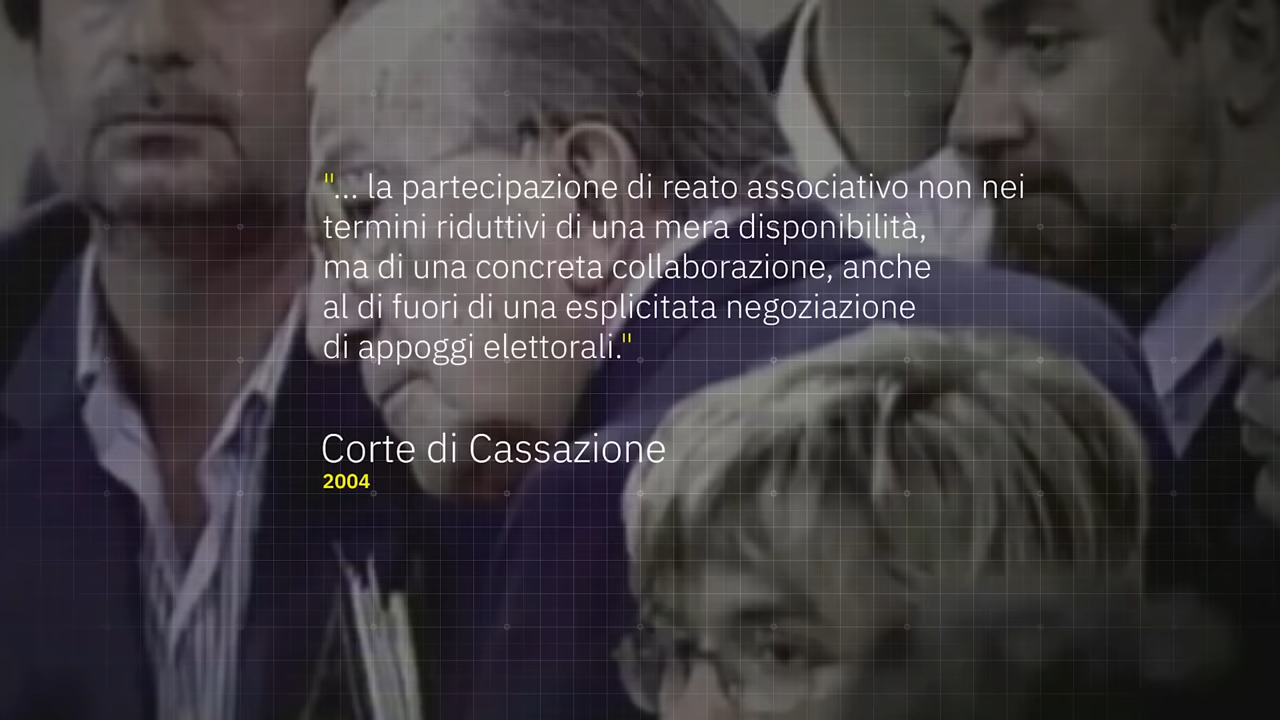 "... la partecipazione di reato associativo non nei
termini riduttivi di una mera disponibilità,
ma di una concreta collaborazione, anche
al di fuori di una esplicitata negoziazione
di appoggi elettorali."
Corte di Cassazione
2004